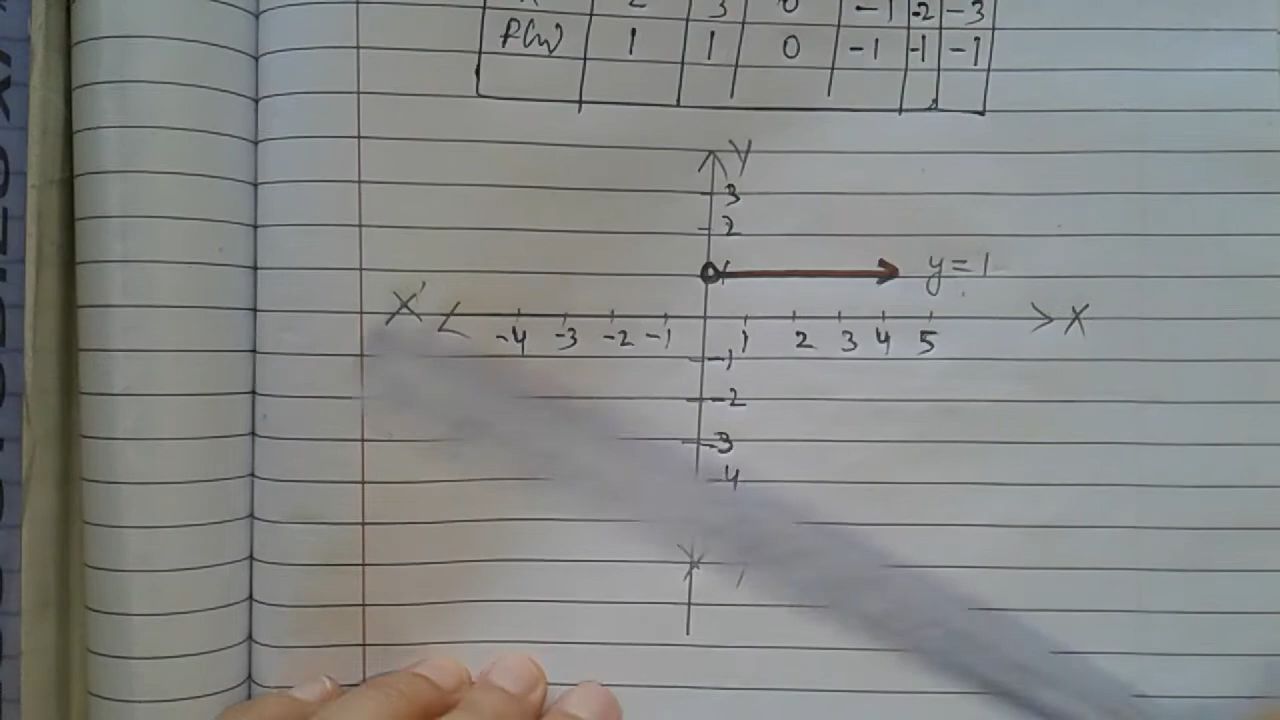 2 3 0 -1 -2 -3
f(x) 1 1 0 -1 -1 -1
Y
3
2
1 y = 1
X' -4 -3 -2 -1 1 2 3 4 5 X
-1
-2
-3
4